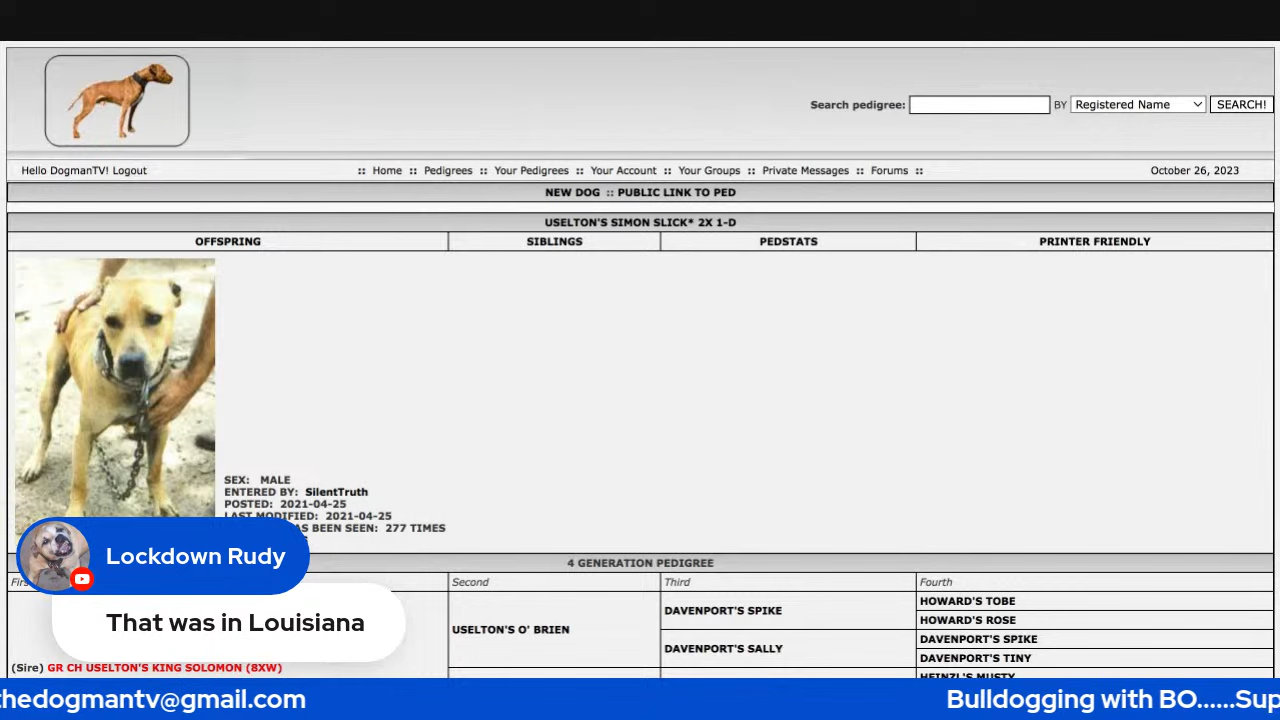 Search pedigree: BY Registered Name SEARCH!
Hello DogmanTV! Logout :: Home :: Pedigrees :: Your Pedigrees :: Your Account :: Your Groups :: Private Messages :: Forums :: October 26, 2023
NEW DOG :: PUBLIC LINK TO PED
USELTON'S SIMON SLICK* 2X 1-D
OFFSPRING SIBLINGS PEDSTATS PRINTER FRIENDLY
SEX: MALE
ENTERED BY: SilentTruth
POSTED: 2021-04-25
LAST MODIFIED: 2021-04-25
AS BEEN SEEN: 277 TIMES
Lockdown Rudy
That was in Louisiana
4 GENERATION PEDIGREE
Second Third Fourth
USELTON'S O' BRIEN
DAVENPORT'S SPIKE
DAVENPORT'S SALLY
HOWARD'S TOBE
HOWARD'S ROSE
DAVENPORT'S SPIKE
DAVENPORT'S TINY
HEINZL'S MUSTY
(Sire) GR CH USELTON'S KING SOLOMON (8XW)
thedogmantv@gmail.com Bulldogging with BO......Sup